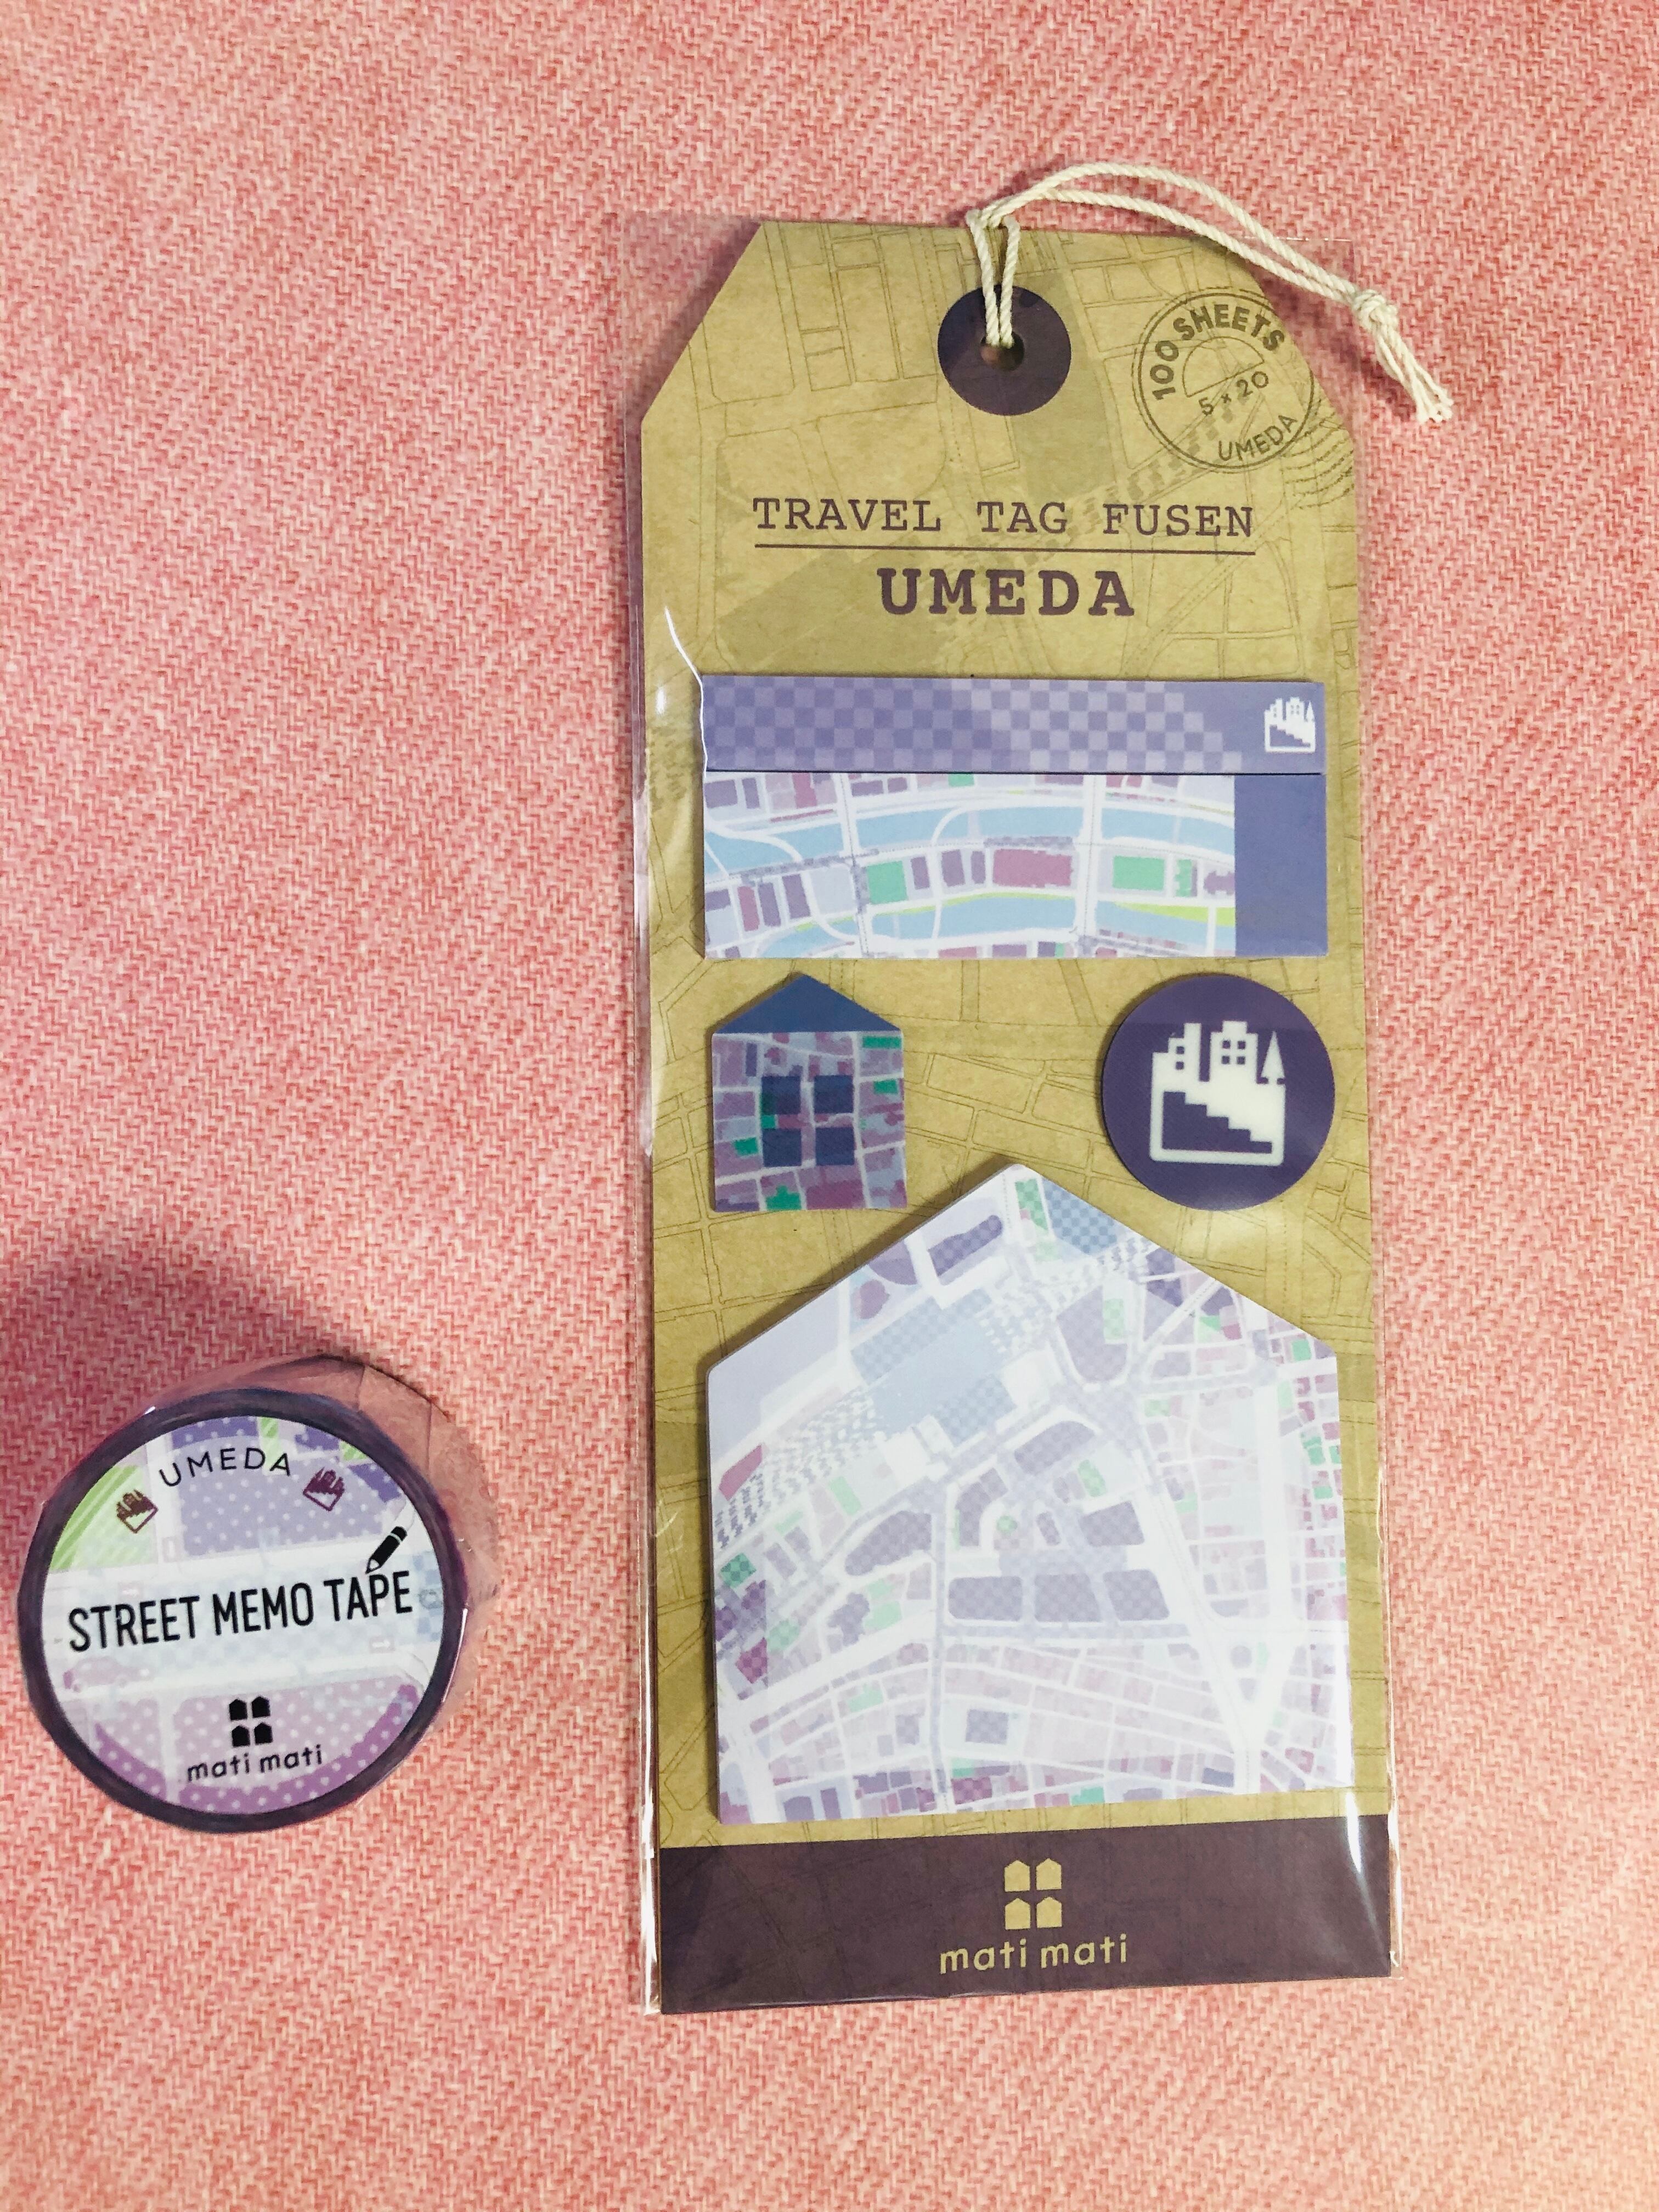 100 SHEETS
5 × 20
UMEDA
TRAVEL TAG FUSEN
UMEDA
mati mati
UMEDA
STREET MEMO TAPE
mati mati